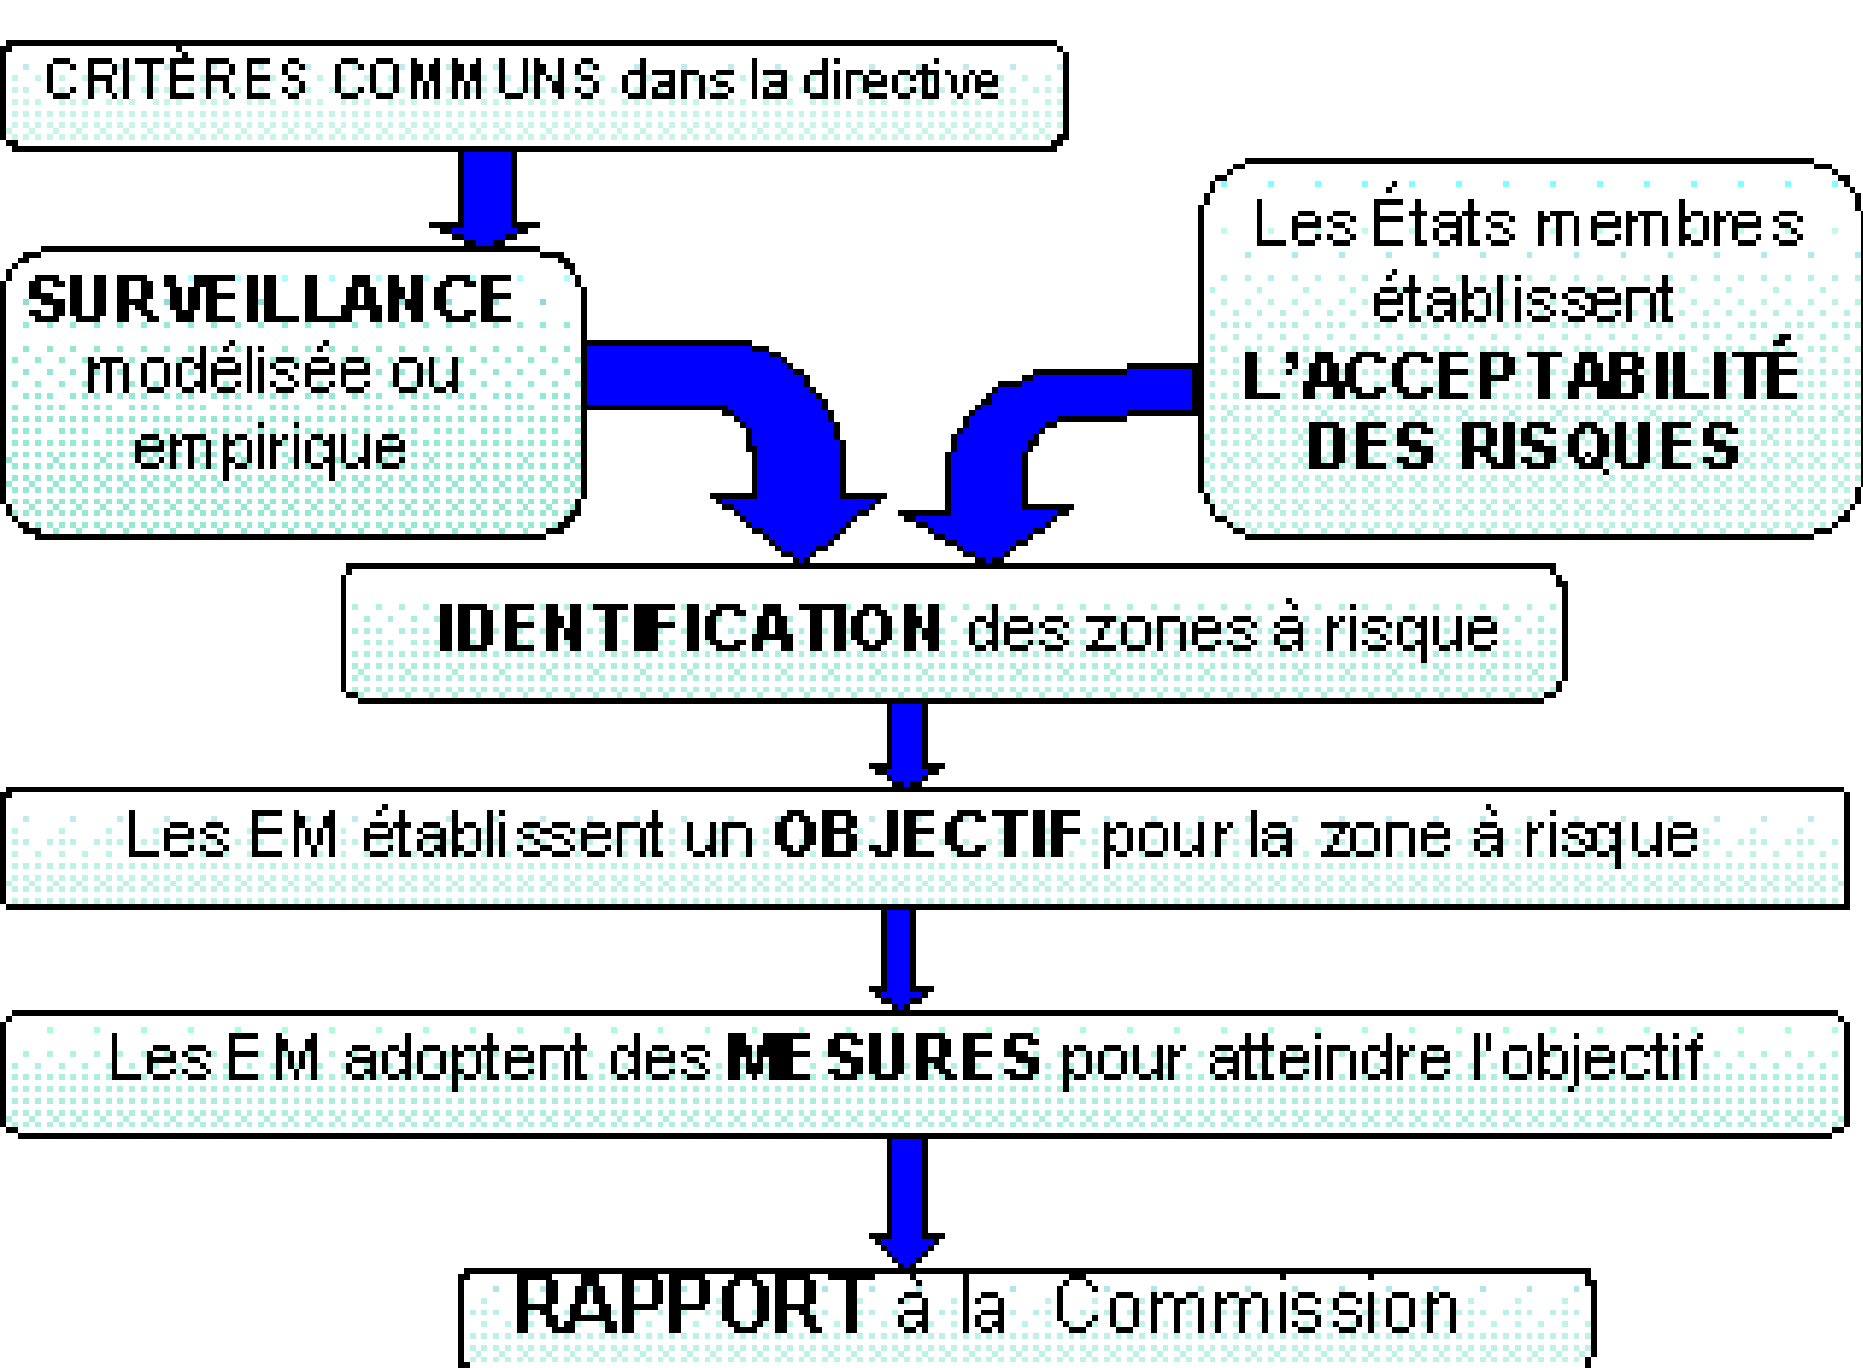 CRITÈRES COMMUNS dans la directive
SURVEILLANCE
modélisée ou
empirique
Les États membres
établissent
L'ACCEPTABILITÉ
DES RISQUES
IDENTIFICATION des zones à risque
Les EM établissent un OBJECTIF pour la zone à risque
Les EM adoptent des MESURES pour atteindre l'objectif
RAPPORT à la Commission